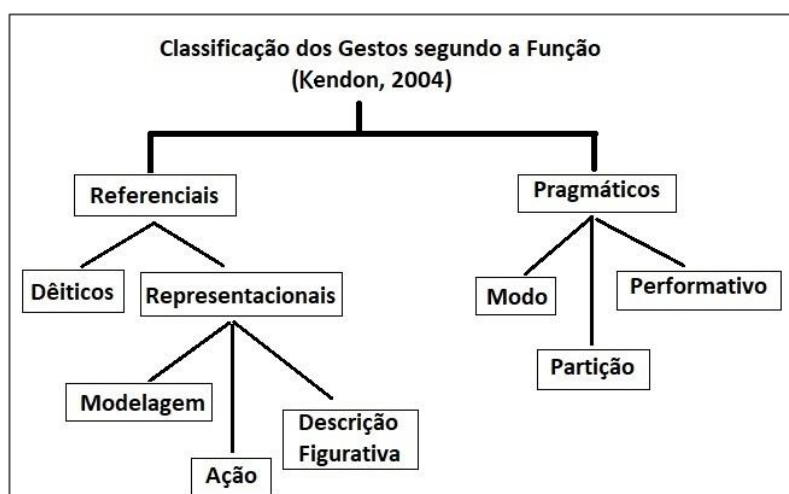 Classificação dos Gestos segundo a Função
(Kendon, 2004)
Referenciais
Pragmáticos
Dêiticos
Representacionais
Modo
Performativo
Partição
Modelagem
Ação
Descrição
Figurativa